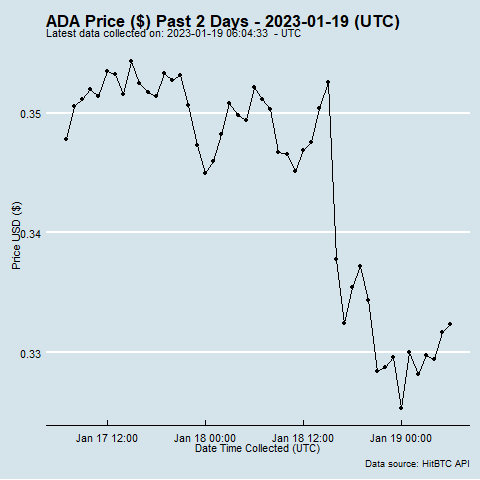 ADA Price ($) Past 2 Days - 2023-01-19 (UTC)
Latest data collected on: 2023-01-19 06:04:33 - UTC
0.35
0.34
0.33
Price USD ($)
Jan 17 12:00
Jan 18 00:00
Jan 18 12:00
Jan 19 00:00
Date Time Collected (UTC)
Data source: HitBTC API